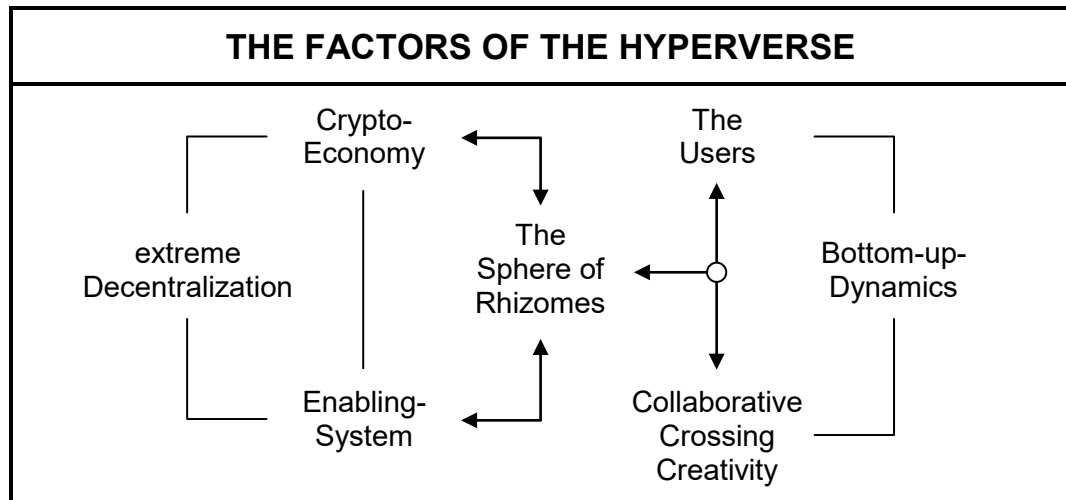 THE FACTORS OF THE HYPERVERSE
Crypto-
Economy
The
Users
extreme
Decentralization
The
Sphere of
Rhizomes
Bottom-up-
Dynamics
Enabling-
System
Collaborative
Crossing
Creativity